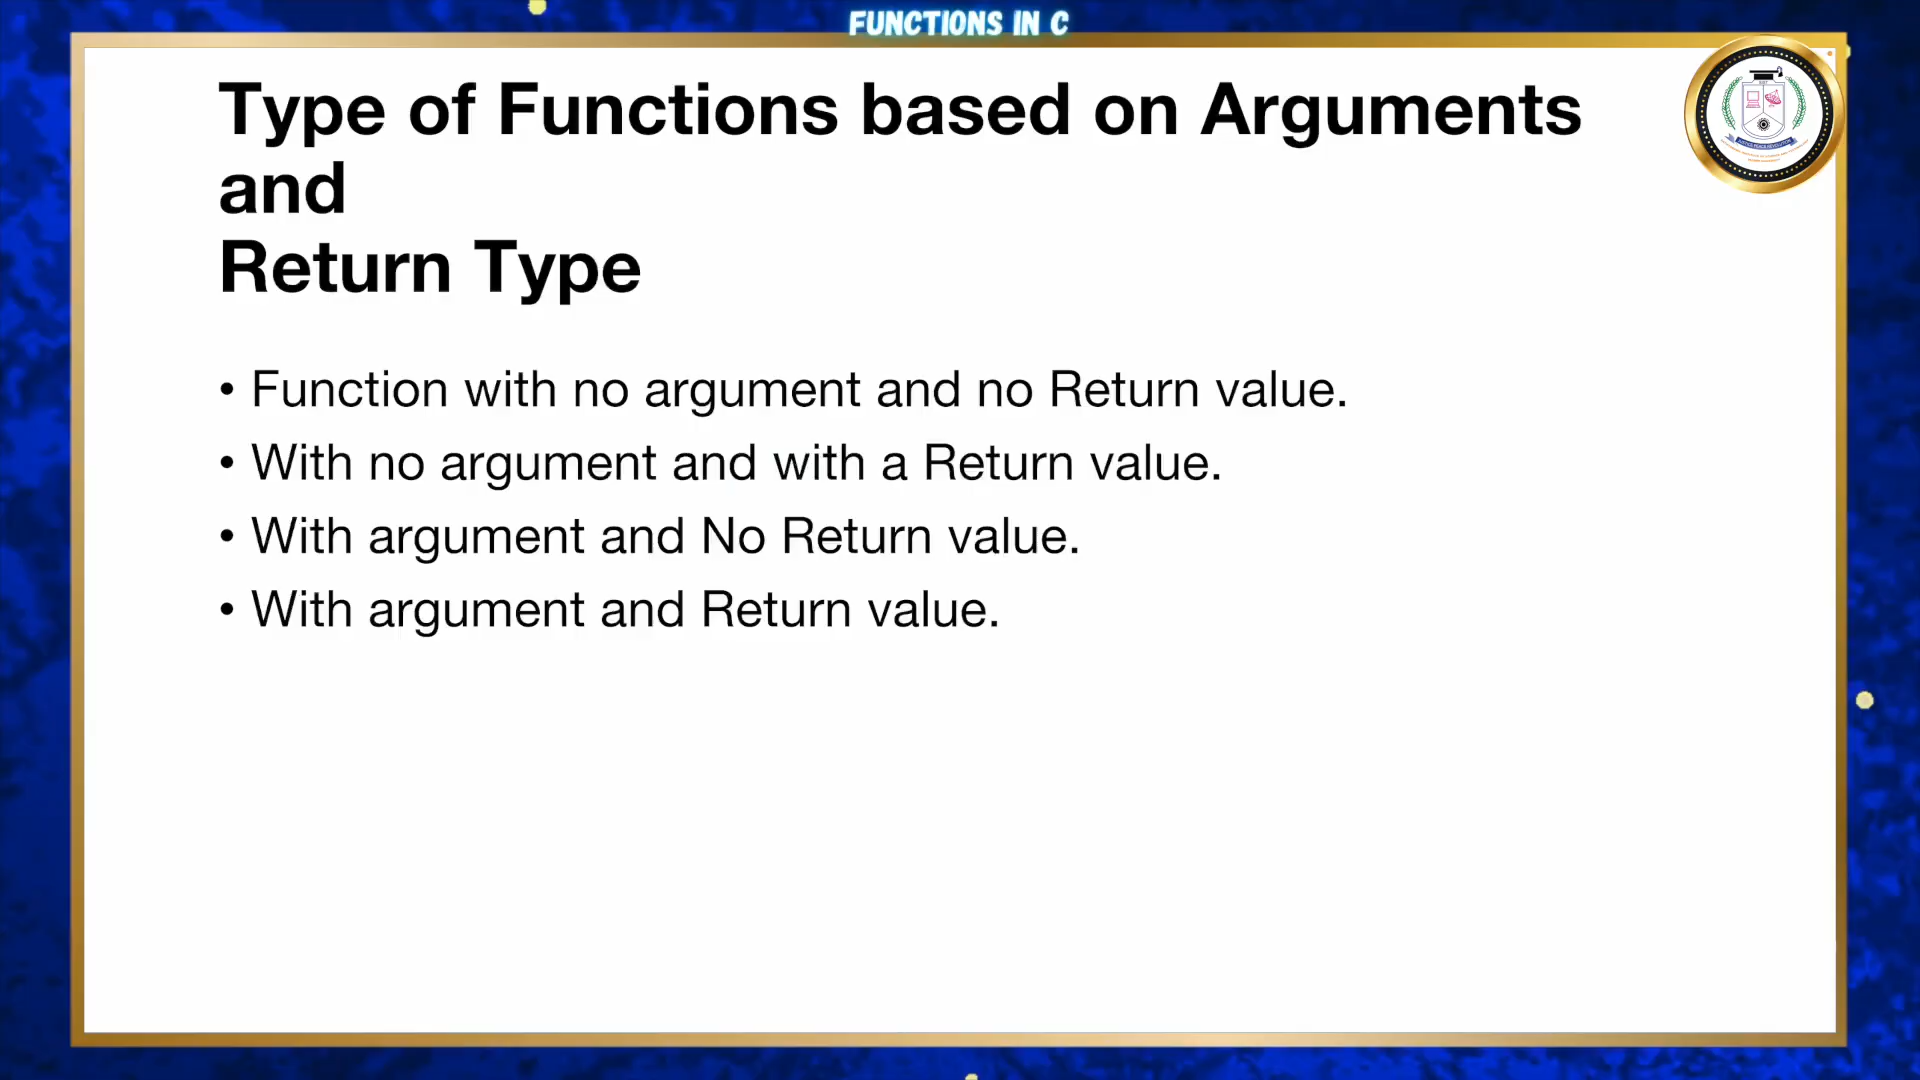 FUNCTIONS IN C
Type of Functions based on Arguments
and
Return Type
• Function with no argument and no Return value.
• With no argument and with a Return value.
• With argument and No Return value.
• With argument and Return value.